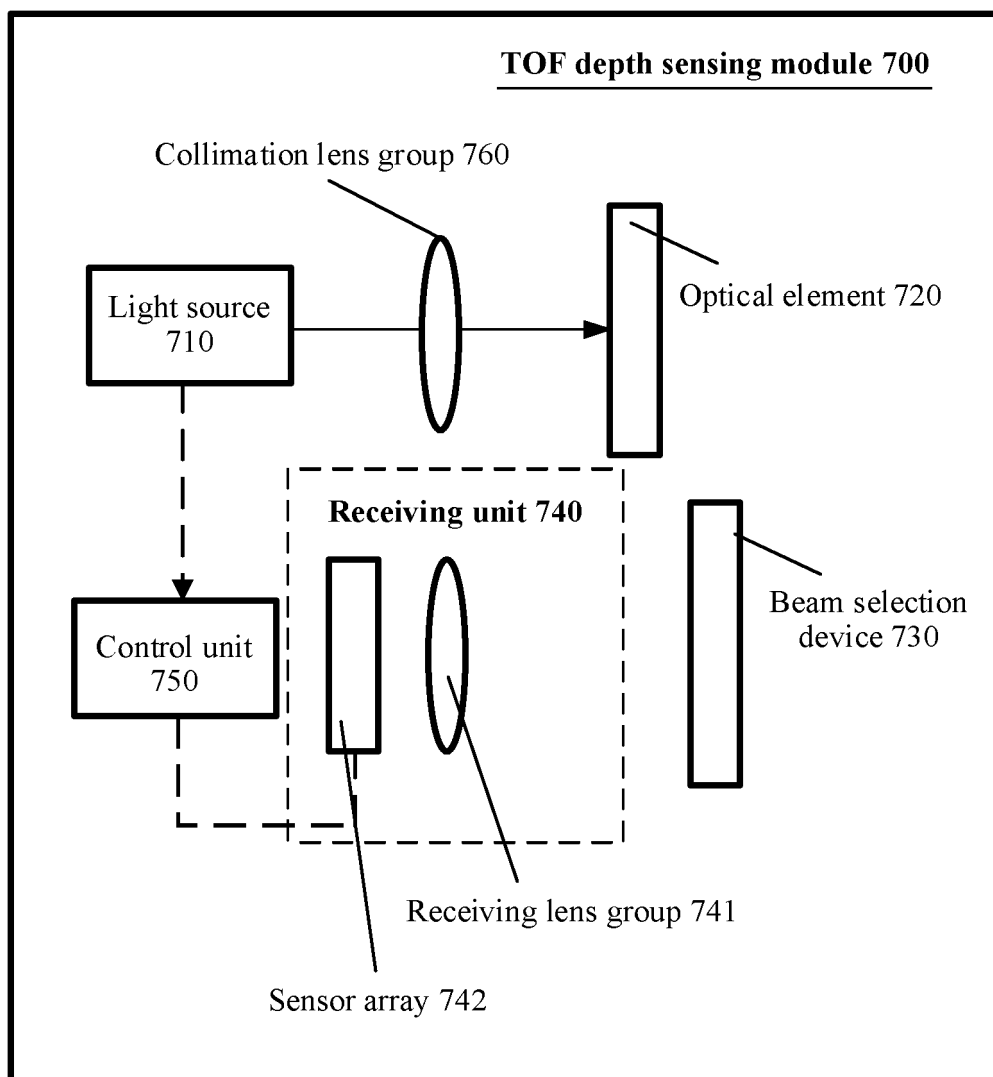 TOF depth sensing module 700
Collimation lens group 760
Light source
710
Optical element 720
Receiving unit 740
Control unit
750
Beam selection
device 730
Receiving lens group 741
Sensor array 742